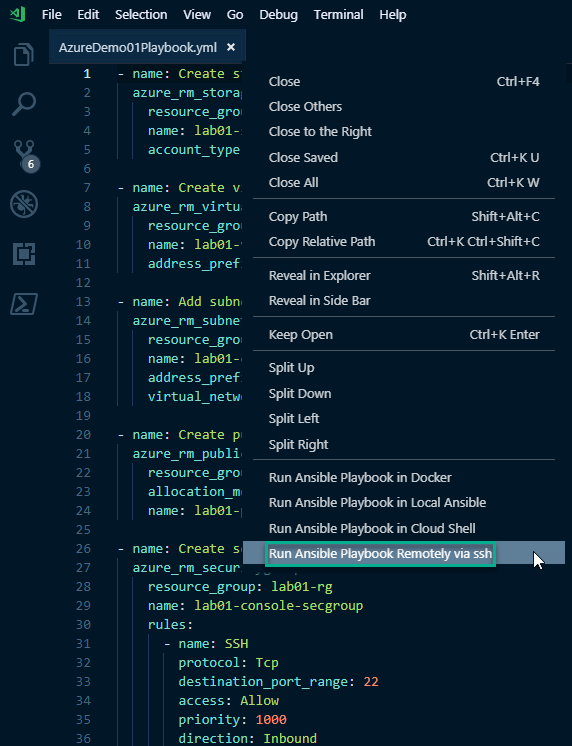 File Edit Selection View Go Debug Terminal Help
AzureDemo01Playbook.yml ×
6
1 - name: Create s
2 azure_rm_storag
3 resource_grou
4 name: lab01-
5 account_type
6
7 - name: Create vi
8 azure_rm_virtua
9 resource_grou
10 name: lab01-
11 address_prefi
12
13 - name: Add subne
14 azure_rm_subnet
15 resource_grou
16 name: lab01-
17 address_prefi
18 virtual_netwo
19
20 - name: Create pu
21 azure_rm_public
22 resource_grou
23 allocation_m
24 name: lab01-
25
26 - name: Create se
27 azure_rm_secur
28 resource_group: lab01-rg
29 name: lab01-console-secgroup
30 rules:
31 - name: SSH
32 protocol: Tcp
33 destination_port_range: 22
34 access: Allow
35 priority: 1000
36 direction: Inbound
Close Ctrl+F4
Close Others
Close to the Right
Close Saved Ctrl+K U
Close All Ctrl+K W
Copy Path Shift+Alt+C
Copy Relative Path Ctrl+K Ctrl+Shift+C
Reveal in Explorer Shift+Alt+R
Reveal in Side Bar
Keep Open Ctrl+K Enter
Split Up
Split Down
Split Left
Split Right
Run Ansible Playbook in Docker
Run Ansible Playbook in Local Ansible
Run Ansible Playbook in Cloud Shell
Run Ansible Playbook Remotely via ssh